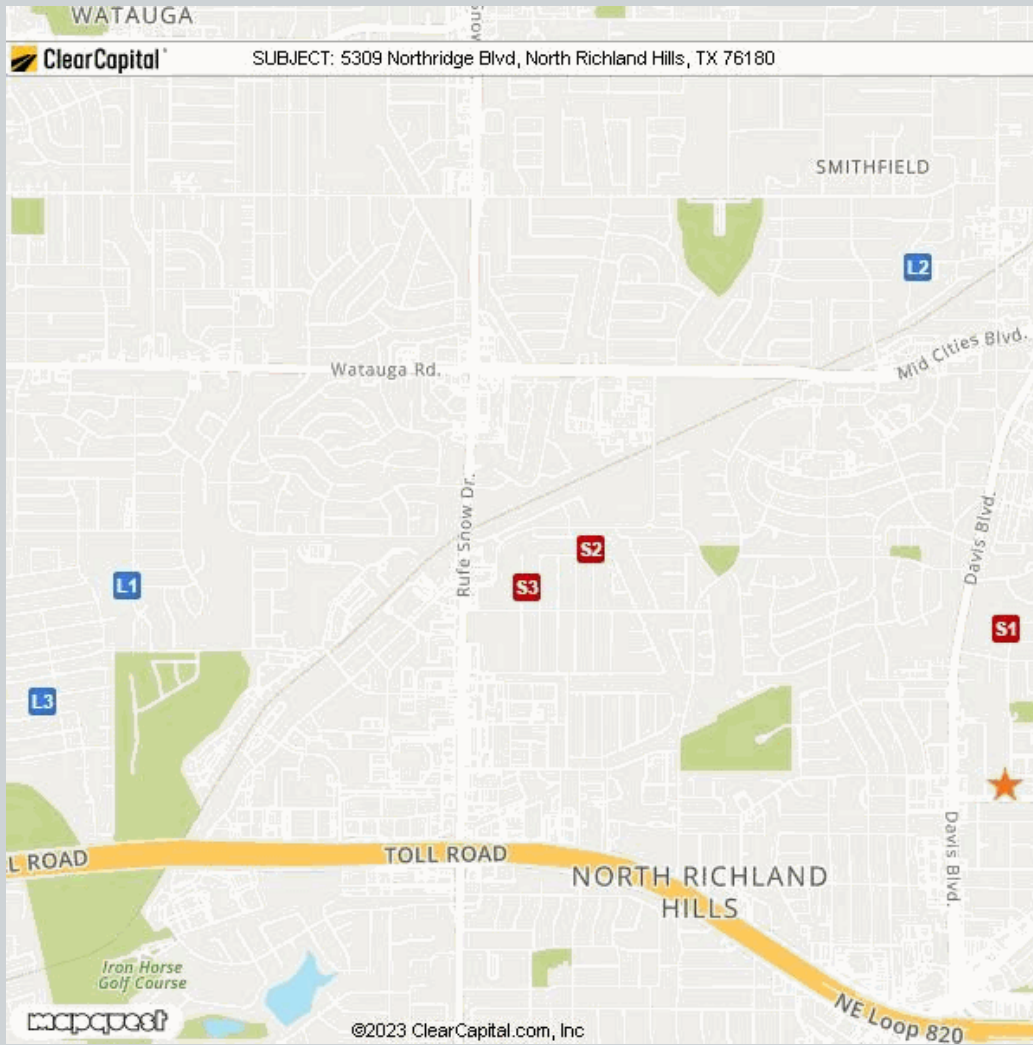 WATAUGA
ClearCapital
SUBJECT: 5309 Northridge Blvd, North Richland Hills, TX 76180
SMITHFIELD
L2
Mid Cities Blvd.
Watauga Rd.
Rufe Snow Dr.
Davis Blvd.
S2
L1
S3
S1
L3
Davis Blvd.
L ROAD
TOLL ROAD
NORTH RICHLAND
HILLS
Iron Horse
Golf Course
NE Loop 820
mapquest
©2023 ClearCapital.com, Inc